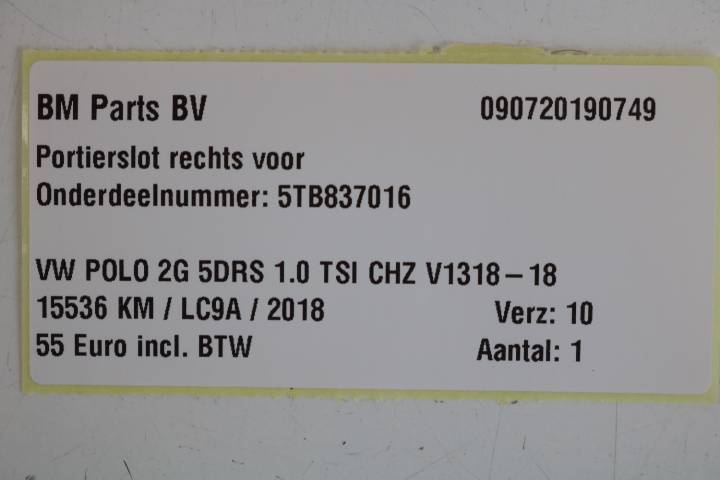 BM Parts BV 090720190749
Portierslot rechts voor
Onderdeelnummer: 5TB837016
VW POLO 2G 5DRS 1.0 TSI CHZ V1318-18
15536 KM / LC9A / 2018 Verz: 10
55 Euro incl. BTW Aantal: 1